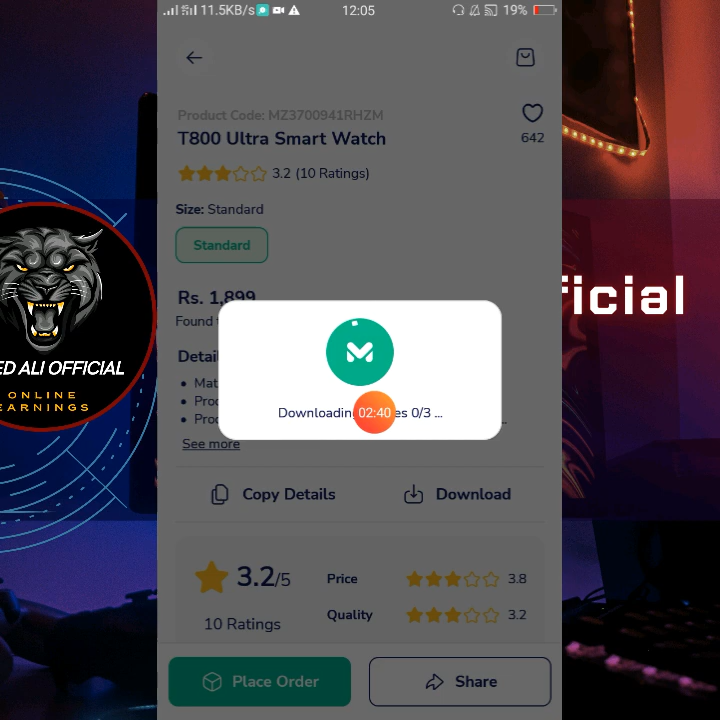 11.5KB/s
12:05
19%
Product Code: MZ3700941RHZM
T800 Ultra Smart Watch
642
3.2 (10 Ratings)
Size: Standard
Standard
Rs. 1,899
Found
Detai
Mat
Proc
Proc
..
See more
Downloading
02:40
es 0/3 ...
Copy Details
Download
3.2/5
10 Ratings
Price
3.8
Quality
3.2
Place Order
Share
ED ALI OFFICIAL
ONLINE
EARNINGS
ficial